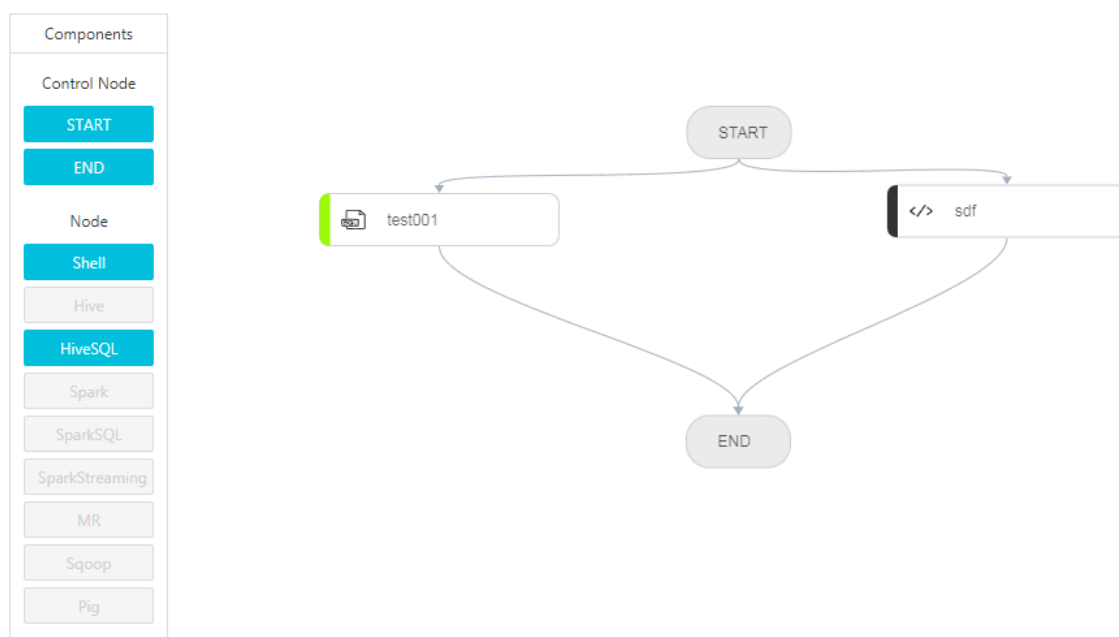 Components
Control Node
START
END
Node
Shell
Hive
HiveSQL
Spark
SparkSQL
SparkStreaming
MR
Sqoop
Pig
START
test001
</> sdf
END